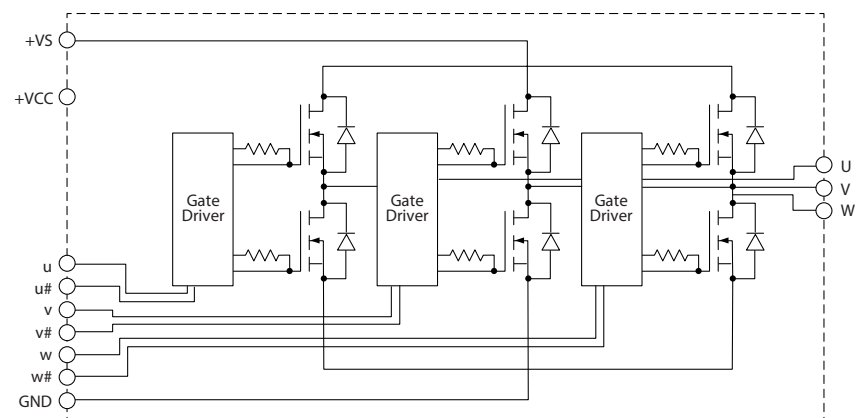 +VS
+VCC
Gate
Driver
Gate
Driver
Gate
Driver
U
V
W
u
u#
v
v#
w
w#
GND